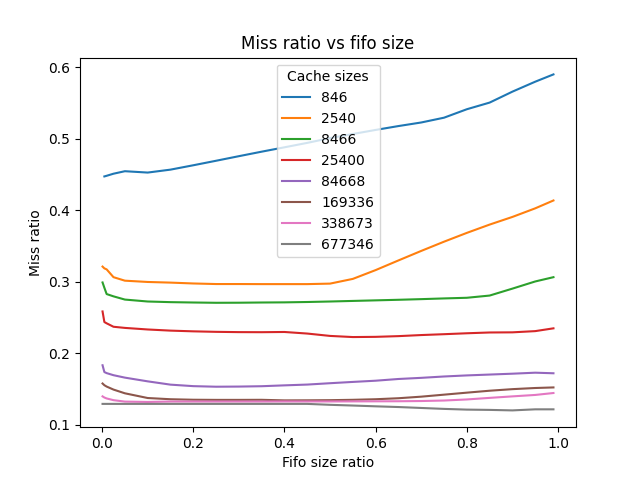 Miss ratio vs fifo size
Miss ratio
0.6
0.5
0.4
0.3
0.2
0.1
Cache sizes
846
2540
8466
25400
84668
169336
338673
677346
0.0 0.2 0.4 0.6 0.8 1.0
Fifo size ratio